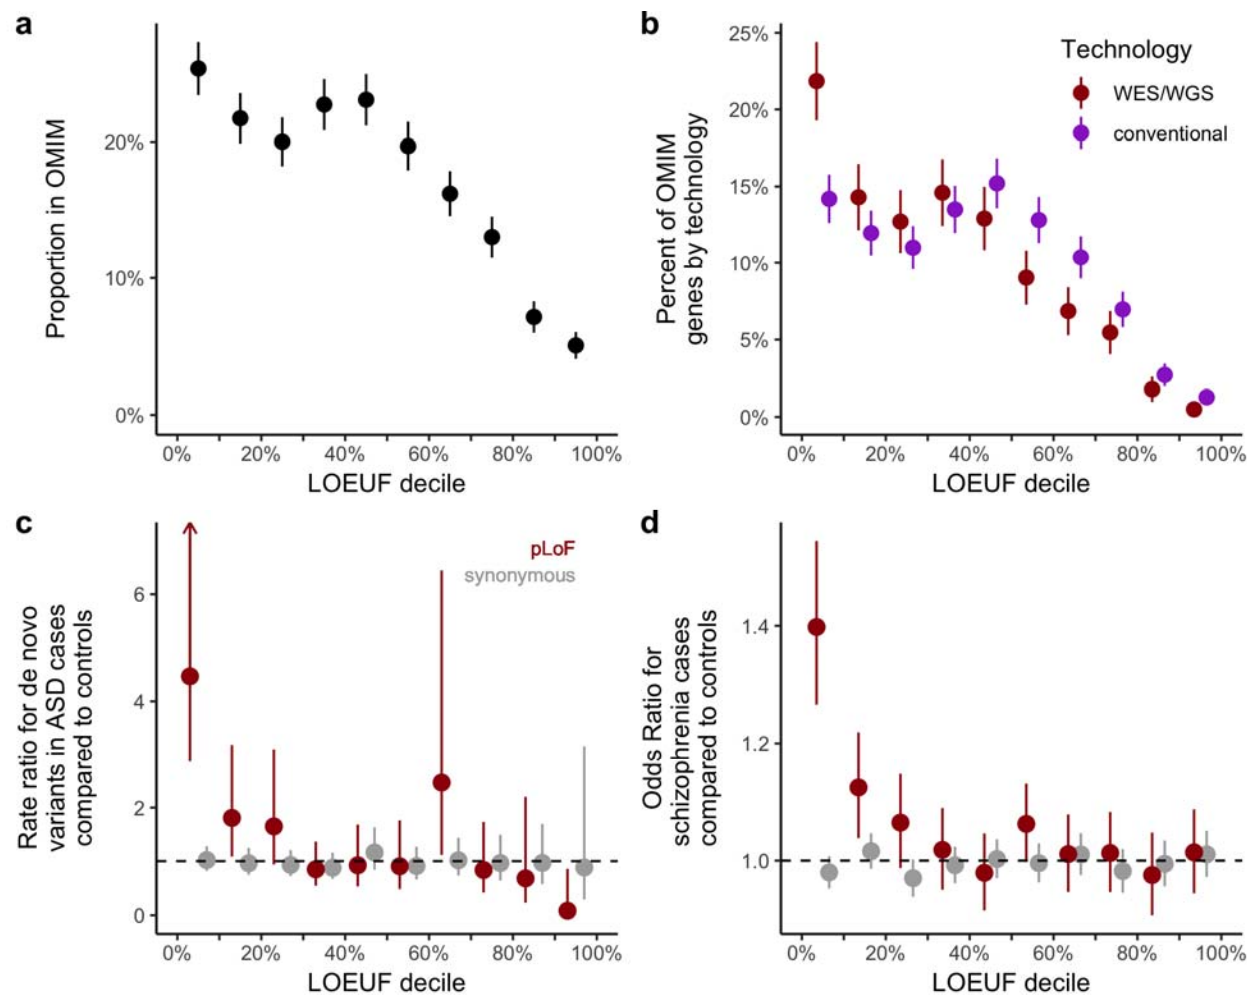 a
Proportion in OMIM
20%
10%
0%
0% 20% 40% 60% 80% 100%
LOEUF decile
b
Percent of OMIM
genes by technology
25%
20%
15%
10%
5%
0%
Technology
WES/WGS
conventional
0% 20% 40% 60% 80% 100%
LOEUF decile
c
Rate ratio for de novo
variants in ASD cases
compared to controls
6
4
2
0
pLoF
synonymous
0% 20% 40% 60% 80% 100%
LOEUF decile
d
Odds Ratio for
schizophrenia cases
compared to controls
1.4
1.2
1.0
0% 20% 40% 60% 80% 100%
LOEUF decile